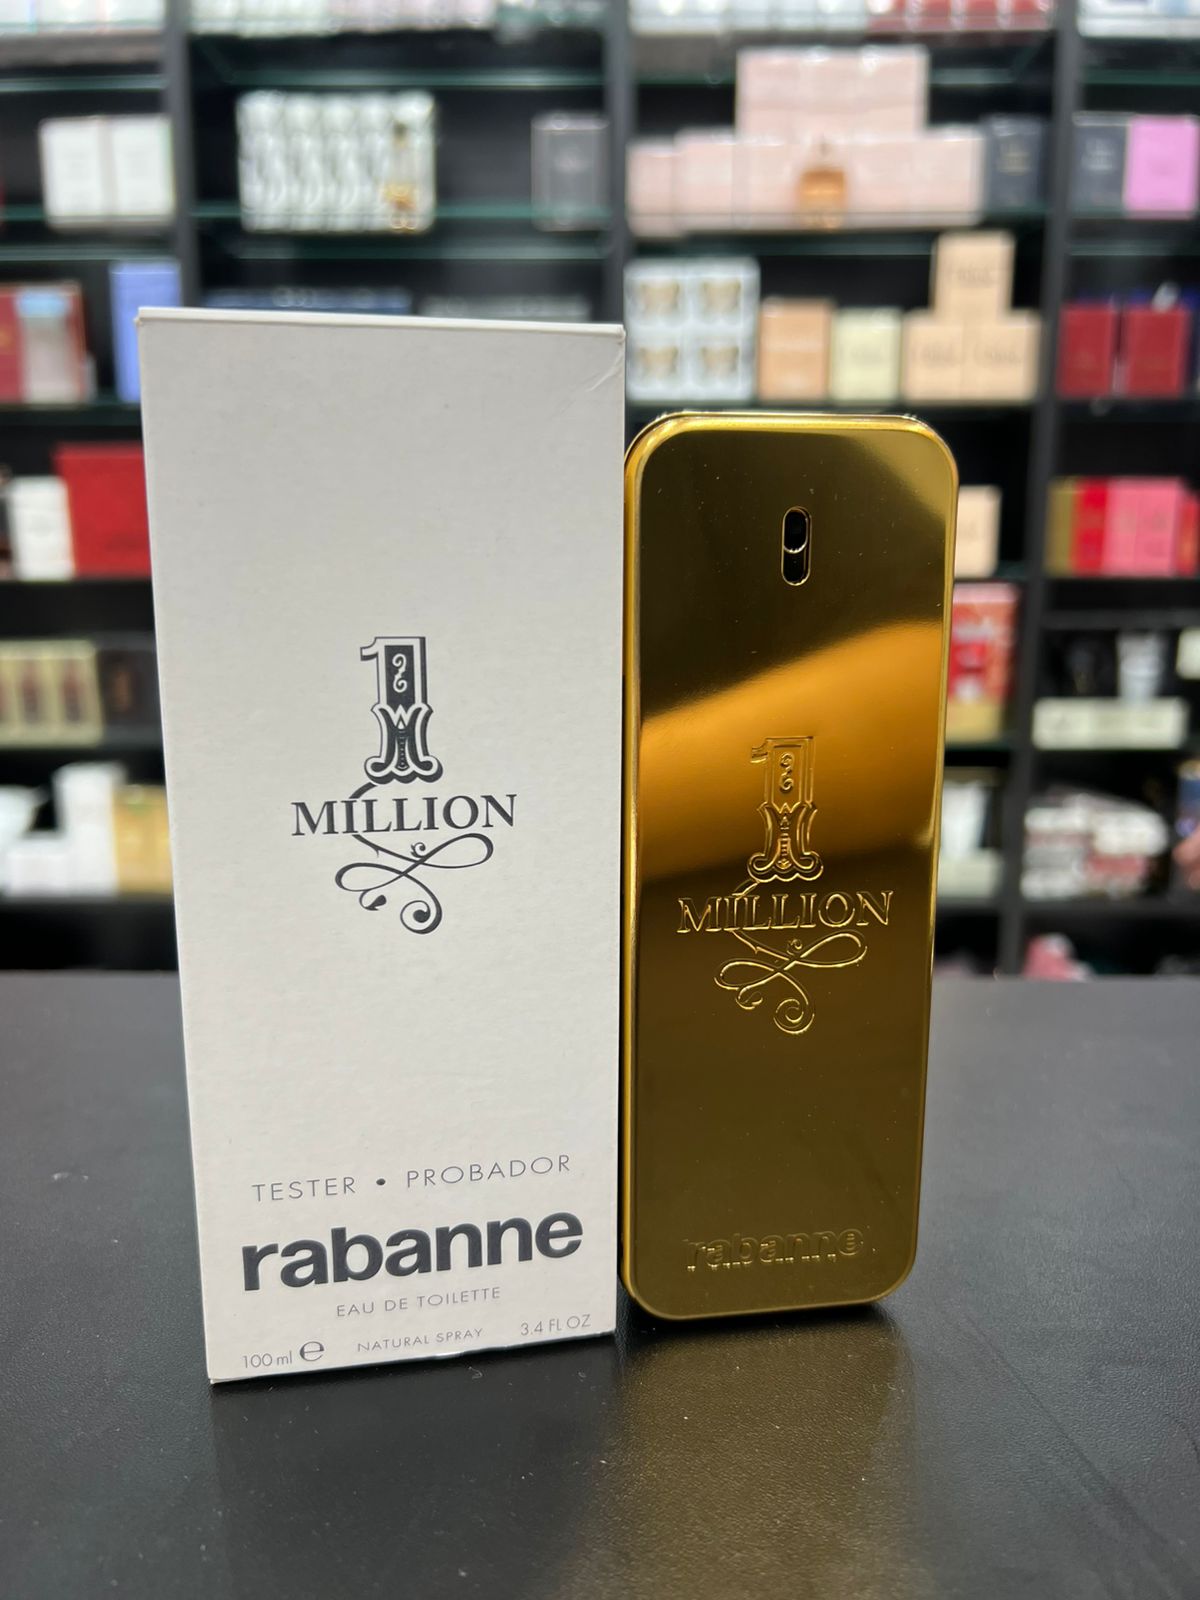 1
MILLION
TESTER • PROBADOR
rabanne
EAU DE TOILETTE
100 ml e NATURAL SPRAY 3.4 FL OZ
1
MILLION
rabanne